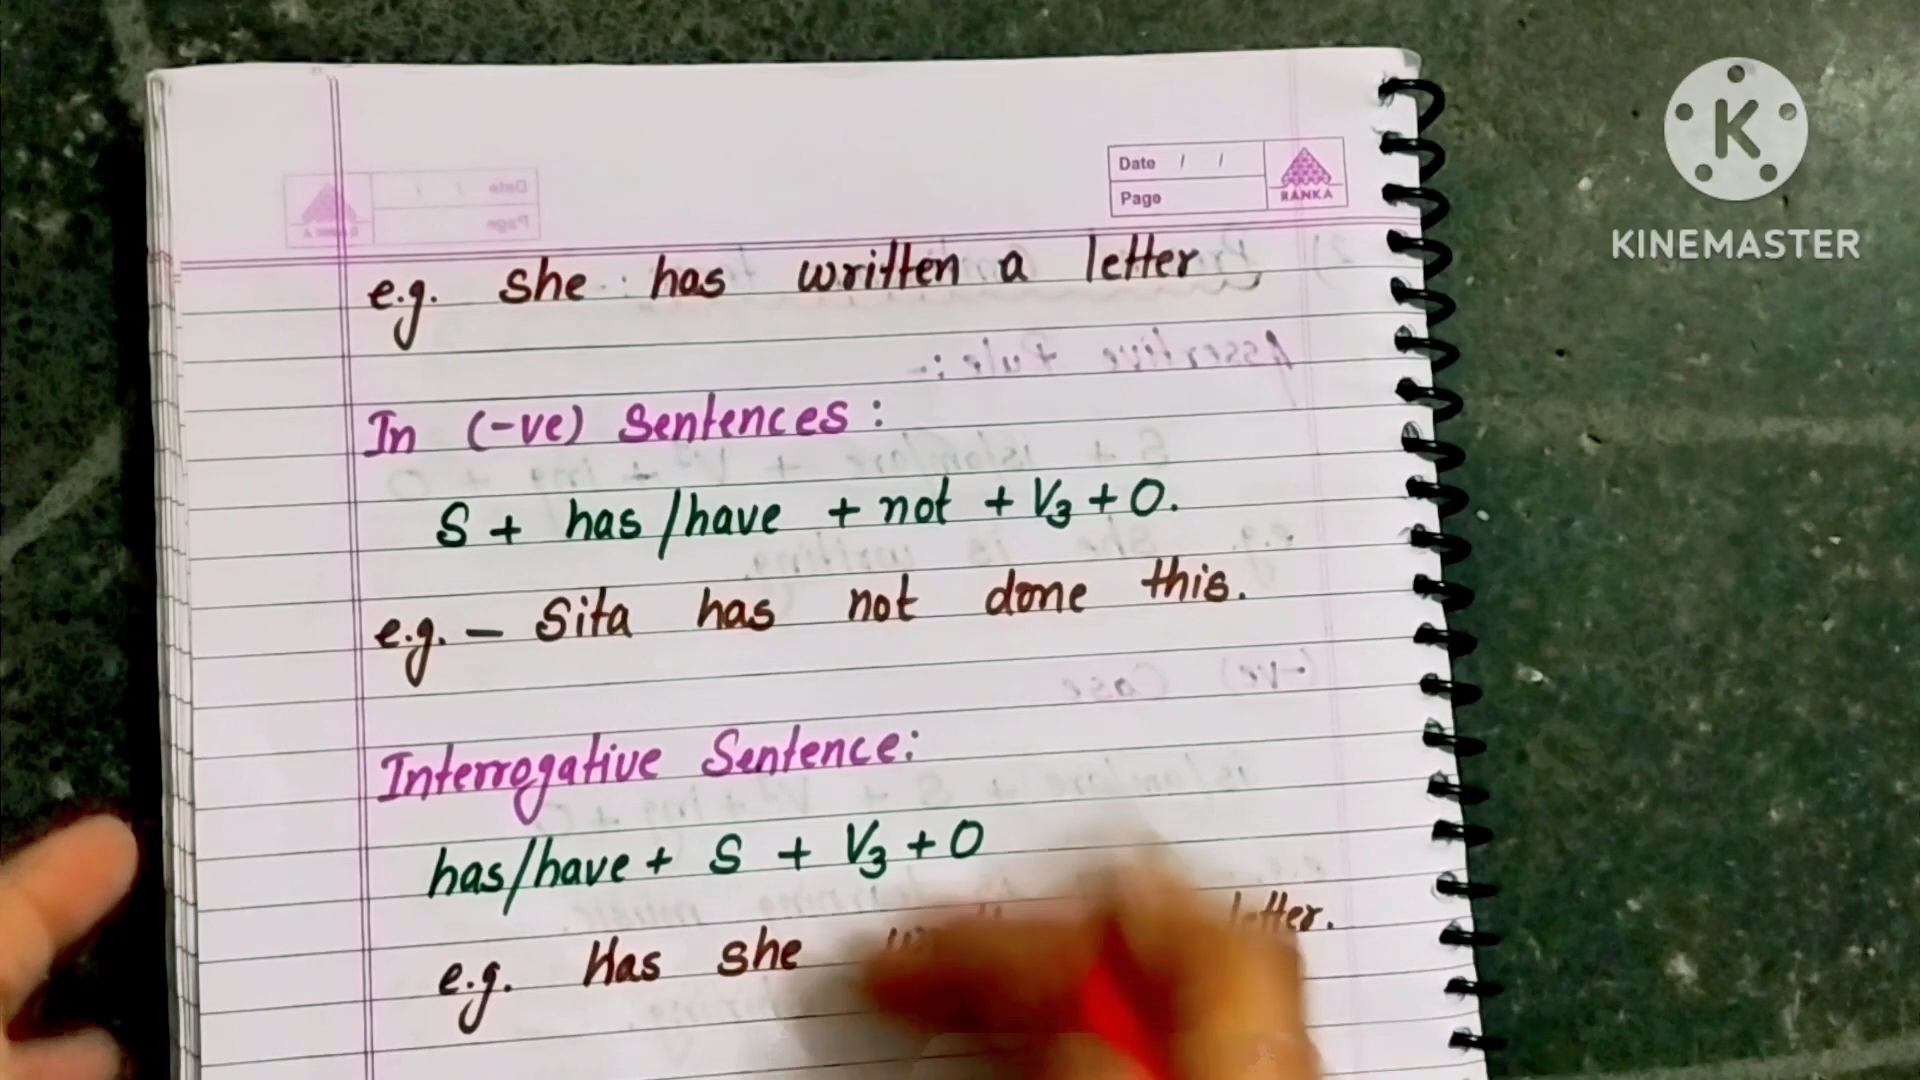 Date / /
Page
RANKA
e.g. She has written a letter
In (-ve) Sentences:
S + has/have + not + V3 + O.
e.g. - Sita has not done this.
Interrogative Sentence:
has/have + S + V3 + O
e.g. Has she letter.
K
KINEMASTER